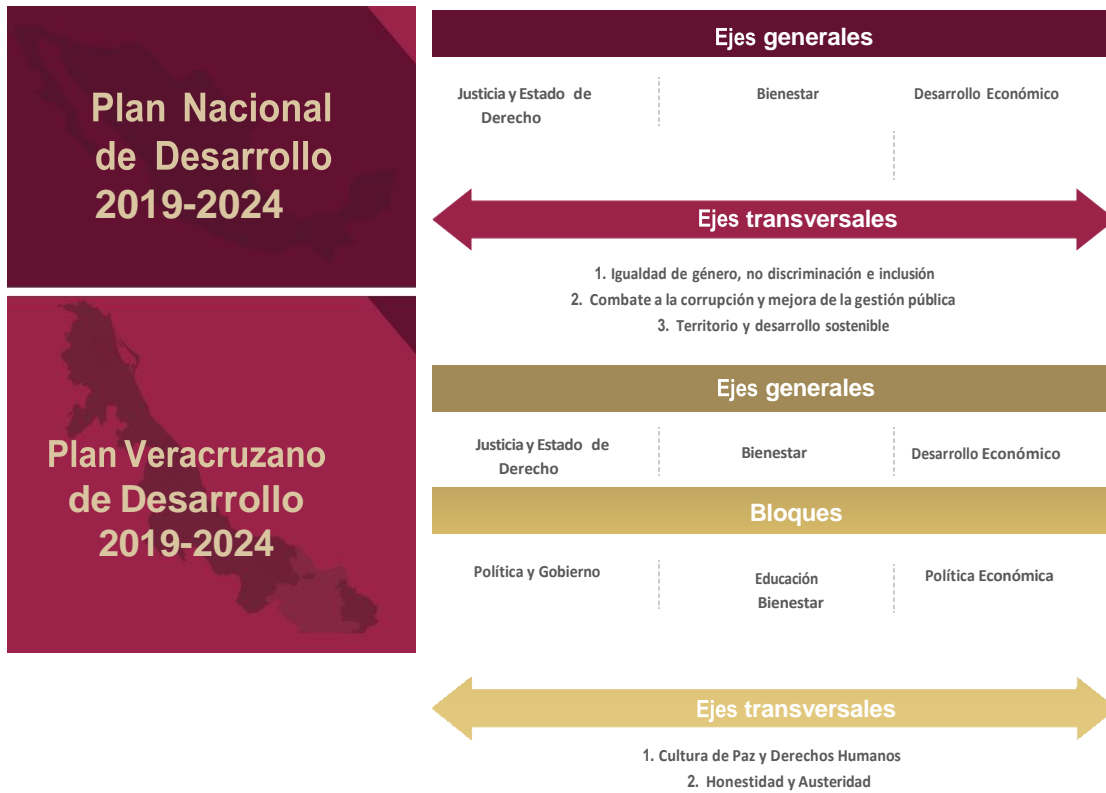 Plan Nacional
de Desarrollo
2019-2024
Ejes generales
Justicia y Estado de
Derecho
Bienestar
Desarrollo Económico
Ejes transversales
1. Igualdad de género, no discriminación e inclusión
2. Combate a la corrupción y mejora de la gestión pública
3. Territorio y desarrollo sostenible
Plan Veracruzano
de Desarrollo
2019-2024
Ejes generales
Justicia y Estado de
Derecho
Bienestar
Desarrollo Económico
Bloques
Política y Gobierno
Educación
Bienestar
Política Económica
Ejes transversales
1. Cultura de Paz y Derechos Humanos
2. Honestidad y Austeridad